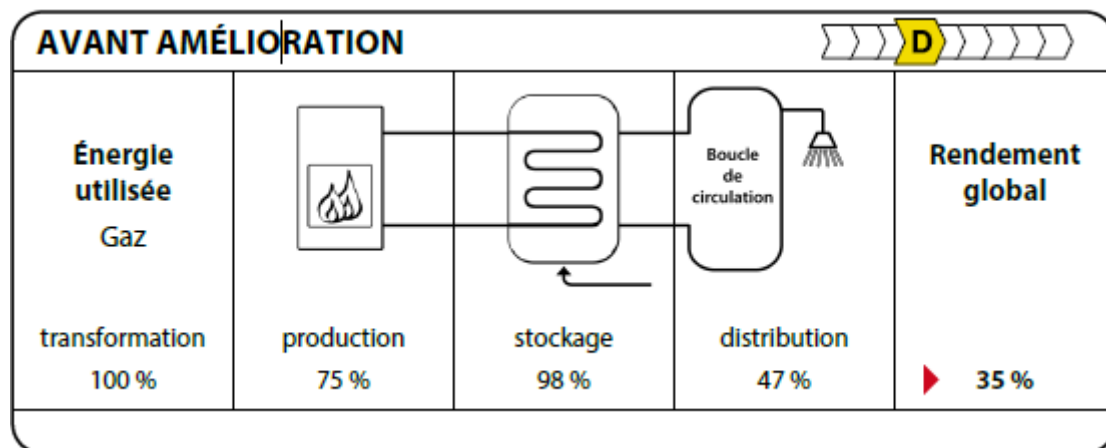 AVANT AMÉLIORATION
D
Énergie
utilisée
Gaz
Boucle
de
circulation
Rendement
global
transformation
production
stockage
distribution
100 %
75 %
98 %
47 %
35 %